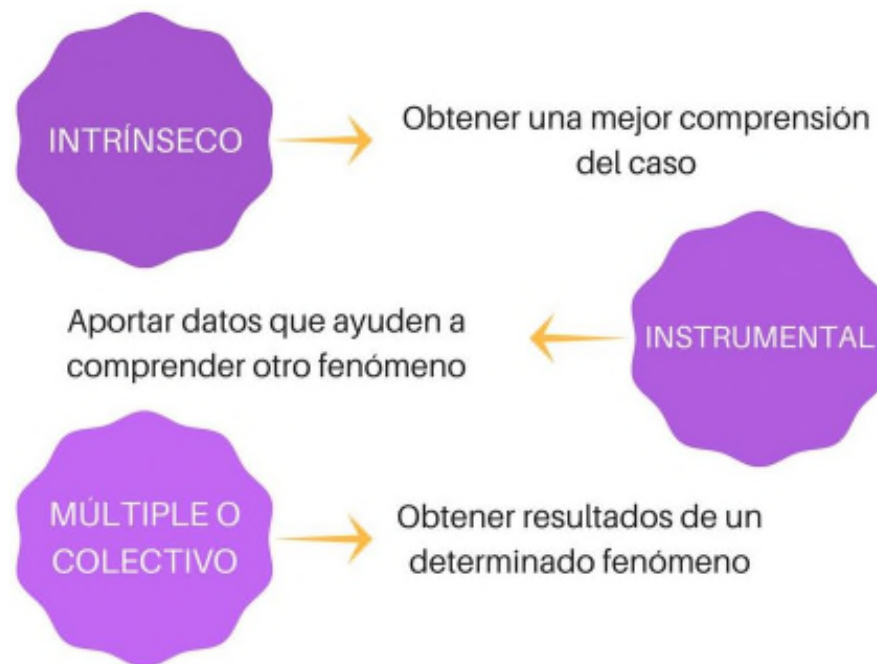 INTRÍNSECO
Obtener una mejor comprensión
del caso
Aportar datos que ayuden a
comprender otro fenómeno
INSTRUMENTAL
MÚLTIPLE O
COLECTIVO
Obtener resultados de un
determinado fenómeno